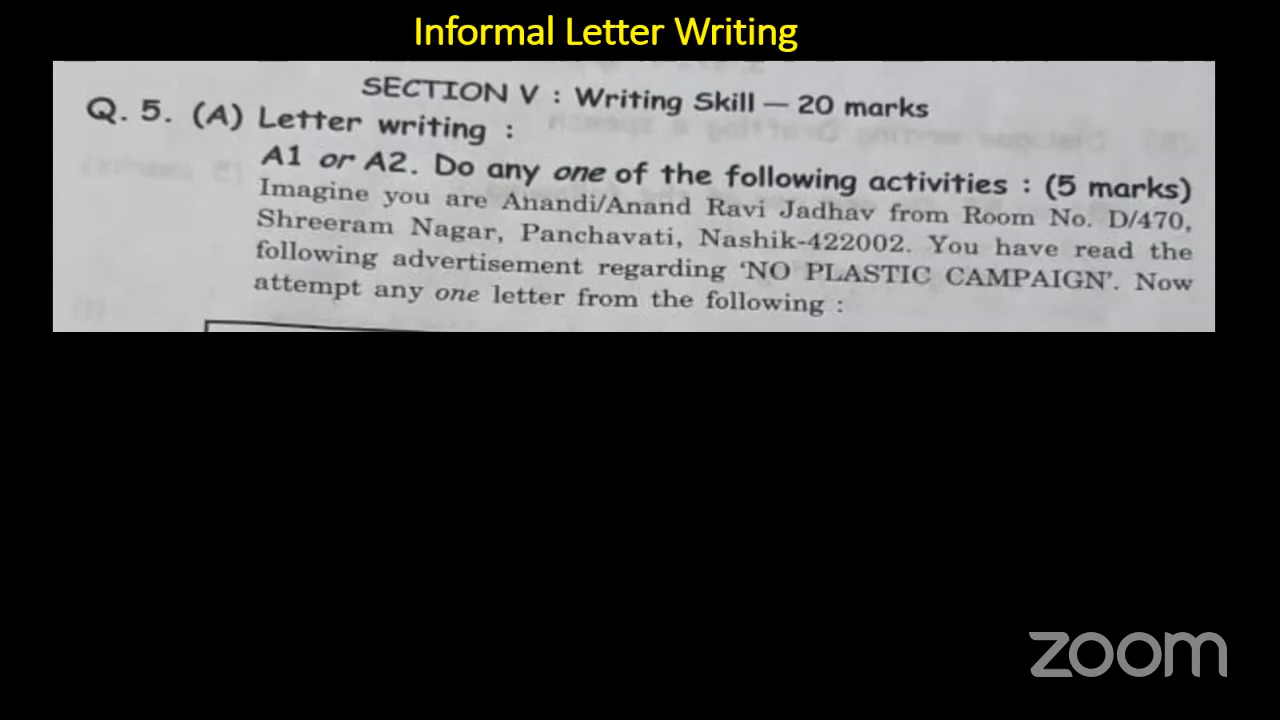 Informal Letter Writing
SECTION V : Writing Skill — 20 marks
Q. 5. (A) Letter writing :
A1 or A2. Do any one of the following activities : (5 marks)
Imagine you are Anandi/Anand Ravi Jadhav from Room No. D/470,
Shreeram Nagar, Panchavati, Nashik-422002. You have read the
following advertisement regarding ‘NO PLASTIC CAMPAIGN’. Now
attempt any one letter from the following :
zoom